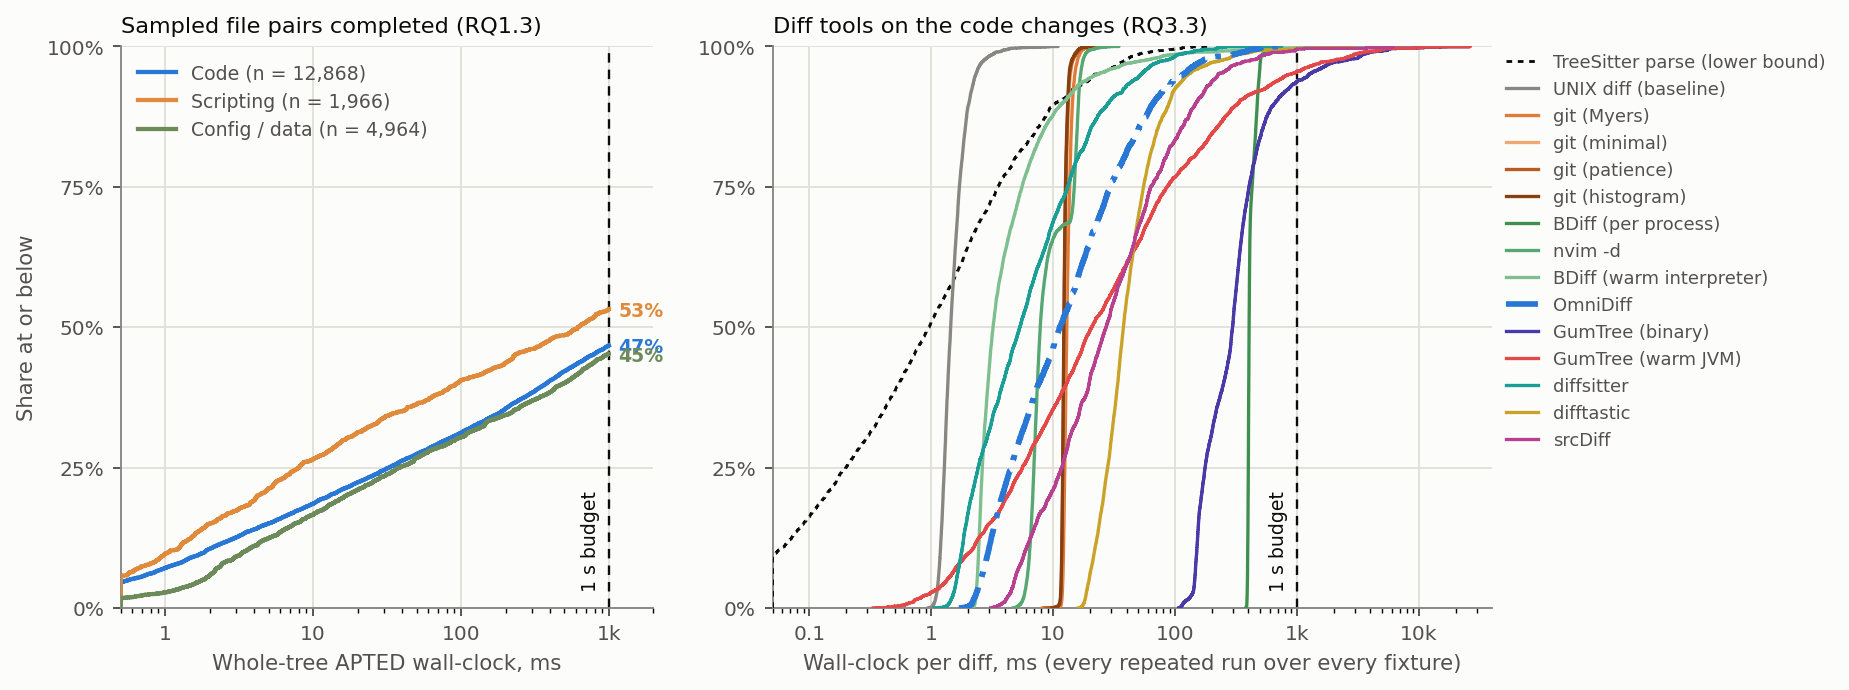 Sampled file pairs completed (RQ1.3)
100%
75%
50%
25%
0%
Share at or below
Code (n = 12,868)
Scripting (n = 1,966)
Config / data (n = 4,964)
53%
47%
45%
1 s budget
1
10
100
1k
Whole-tree APTED wall-clock, ms
Diff tools on the code changes (RQ3.3)
100%
75%
50%
25%
0%
1 s budget
0.1
1
10
100
1k
10k
Wall-clock per diff, ms (every repeated run over every fixture)
TreeSitter parse (lower bound)
UNIX diff (baseline)
git (Myers)
git (minimal)
git (patience)
git (histogram)
BDiff (per process)
nvim -d
BDiff (warm interpreter)
OmniDiff
GumTree (binary)
GumTree (warm JVM)
diffsitter
difftastic
srcDiff